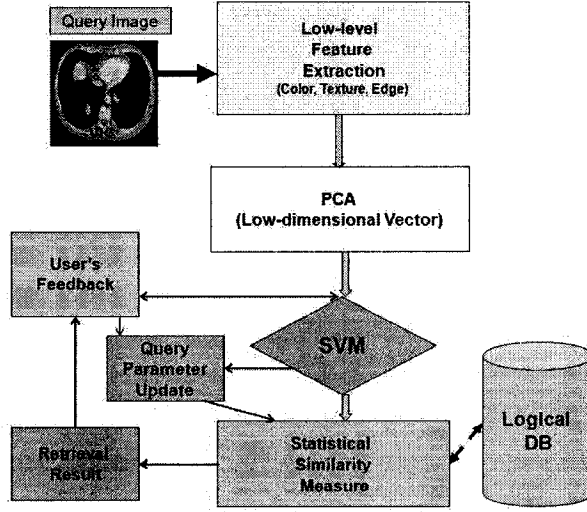 Query Image
Low-level
Feature
Extraction
(Color, Texture, Edge)
PCA
(Low-dimensional Vector)
User's
Feedback
SVM
Query
Parameter
Update
Logical
DB
Statistical
Similarity
Measure
Retrieval
Result